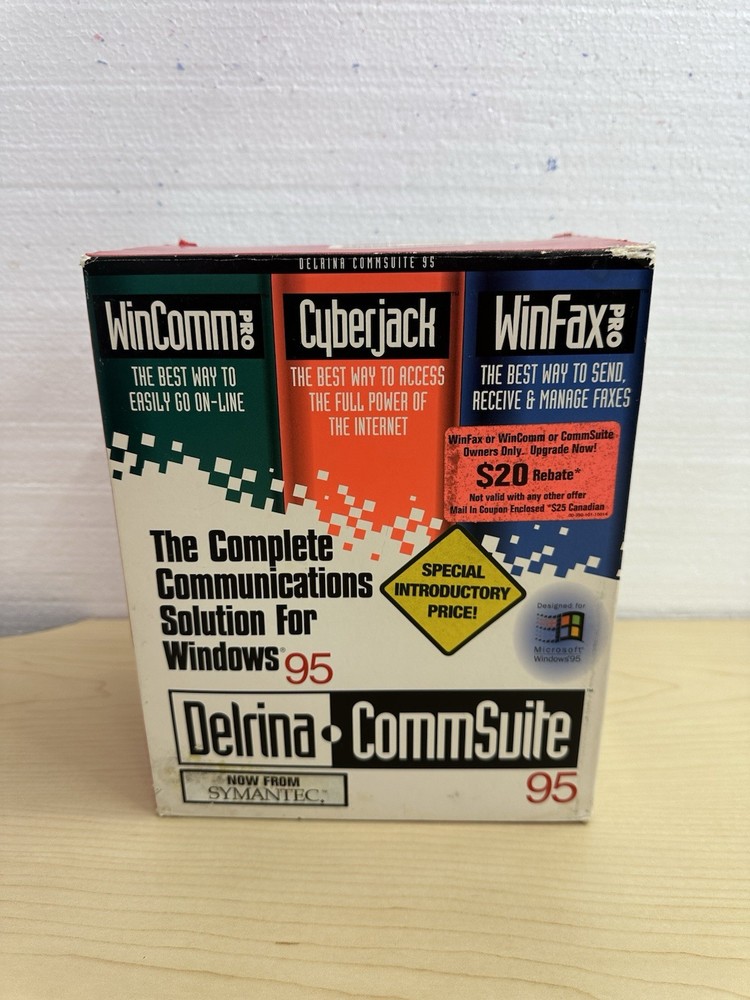 DELRINA COMMSUITE 95
WinComm PRO
THE BEST WAY TO
EASILY GO ON-LINE
Cyberjack
THE BEST WAY TO ACCESS
THE FULL POWER OF
THE INTERNET
WinFax PRO
THE BEST WAY TO SEND,
RECEIVE & MANAGE FAXES
WinFax or WinComm or CommSuite
Owners Only.. Upgrade Now!
$20 Rebate*
Not valid with any other offer
Mail In Coupon Enclosed *$25 Canadian
The Complete
Communications
Solution For
Windows® 95
SPECIAL
INTRODUCTORY
PRICE!
Designed for
Microsoft®
Windows®95
Delrina • CommSuite
95
NOW FROM
SYMANTEC.